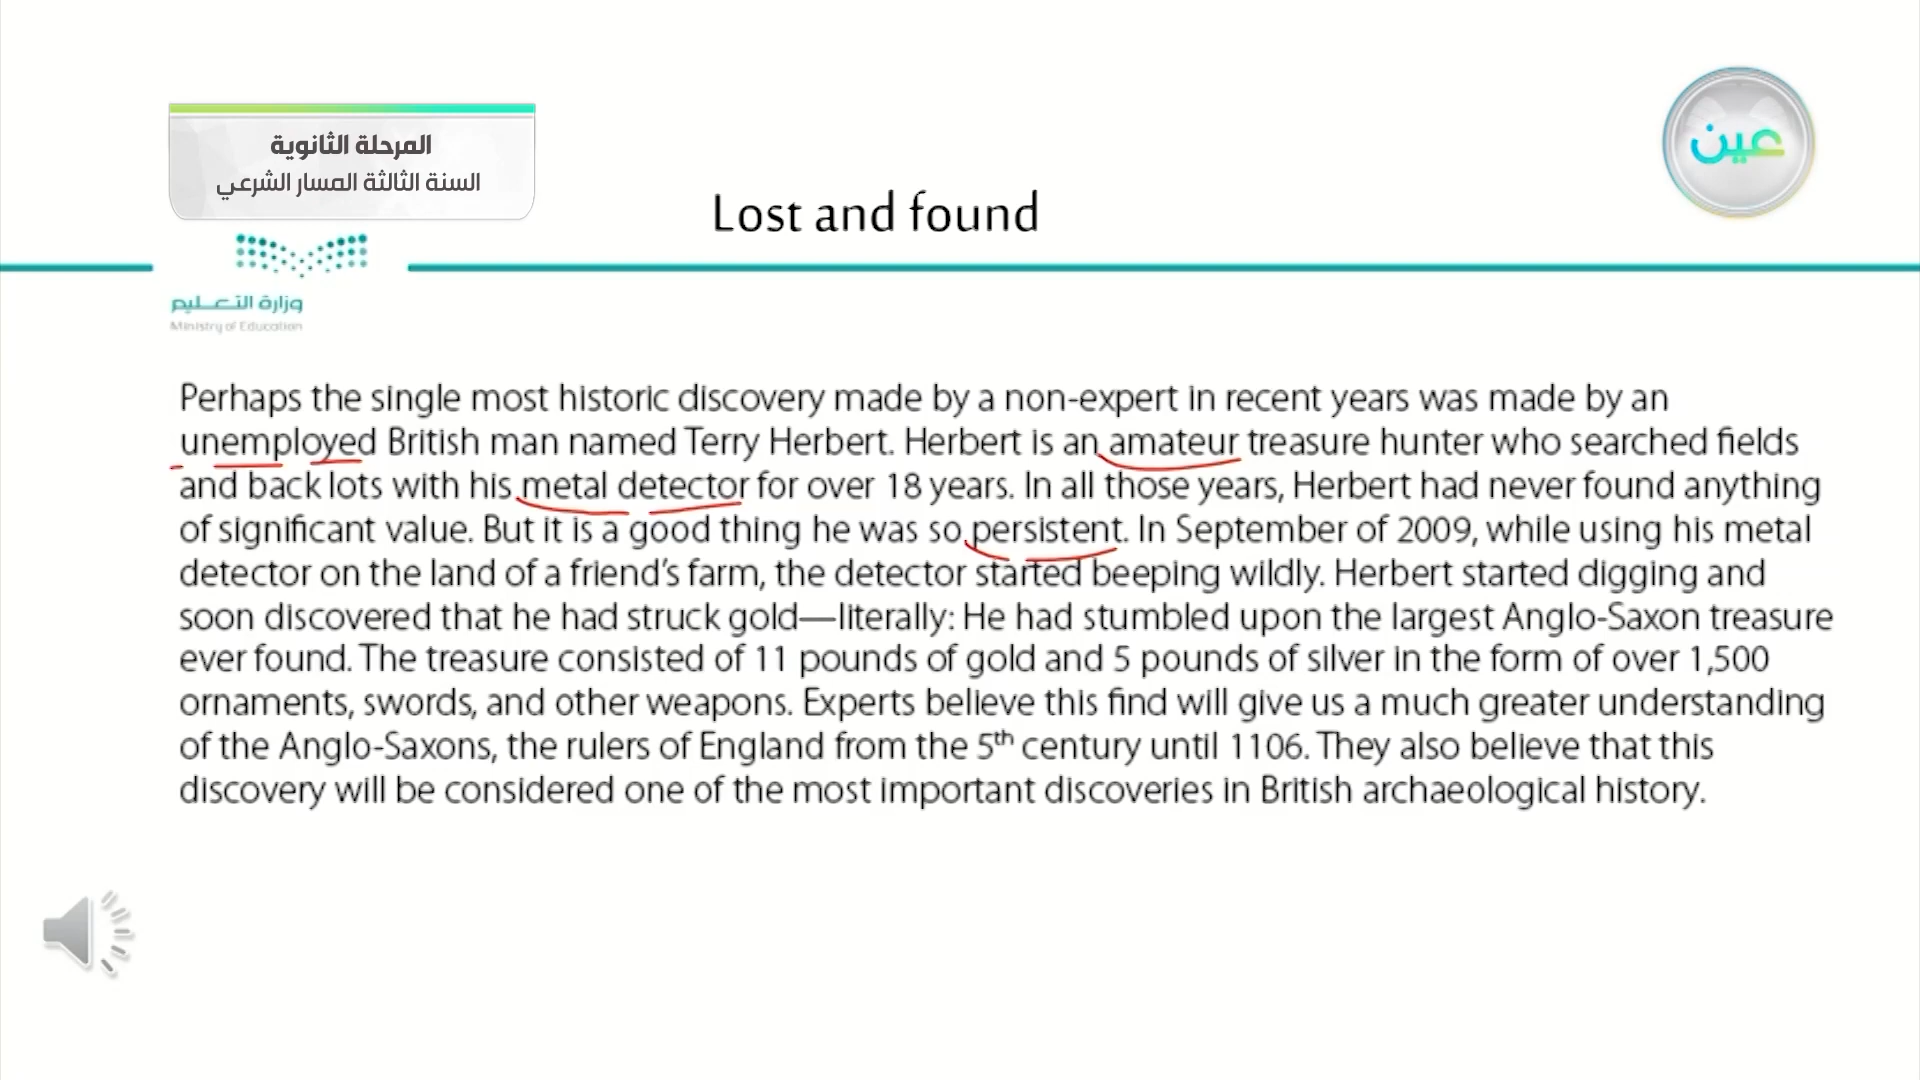 المرحلة الثانوية
السنة الثالثة المسار الشرعي
عين
Lost and found
وزارة التعليم
Ministry of Education
Perhaps the single most historic discovery made by a non-expert in recent years was made by an
unemployed British man named Terry Herbert. Herbert is an amateur treasure hunter who searched fields
and back lots with his metal detector for over 18 years. In all those years, Herbert had never found anything
of significant value. But it is a good thing he was so persistent. In September of 2009, while using his metal
detector on the land of a friend's farm, the detector started beeping wildly. Herbert started digging and
soon discovered that he had struck gold—literally: He had stumbled upon the largest Anglo-Saxon treasure
ever found. The treasure consisted of 11 pounds of gold and 5 pounds of silver in the form of over 1,500
ornaments, swords, and other weapons. Experts believe this find will give us a much greater understanding
of the Anglo-Saxons, the rulers of England from the 5th century until 1106. They also believe that this
discovery will be considered one of the most important discoveries in British archaeological history.